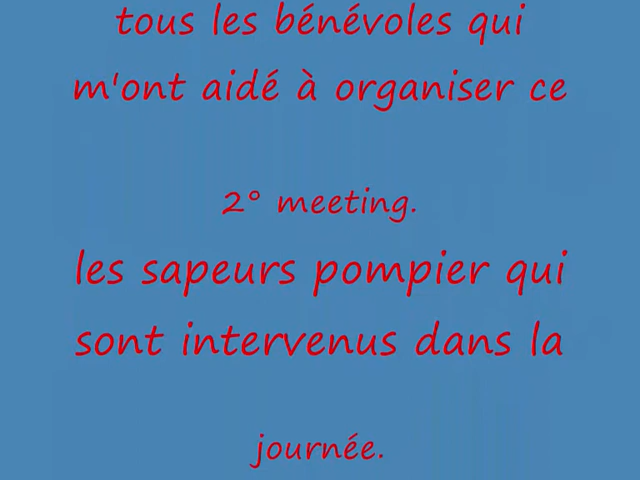 tous les bénévoles qui
m'ont aidé à organiser ce
2° meeting.
les sapeurs pompier qui
sont intervenus dans la
journée.